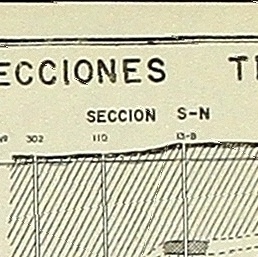 ECCIONES T
SECCION S-N
302 110 13-B